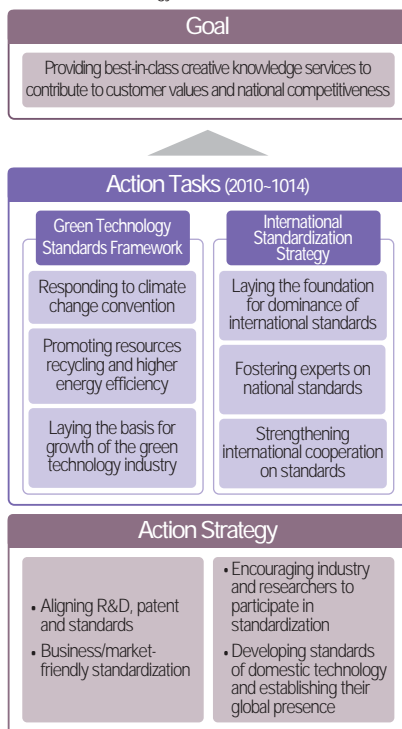 Goal
Providing best-in-class creative knowledge services to
contribute to customer values and national competitiveness
Action Tasks (2010~1014)
Green Technology
Standards Framework
Responding to climate
change convention
Promoting resources
recycling and higher
energy efficiency
Laying the basis for
growth of the green
technology industry
International
Standardization
Strategy
Laying the foundation
for dominance of
international standards
Fostering experts on
national standards
Strengthening
international cooperation
on standards
Action Strategy
• Aligning R&D, patent
and standards
• Business/market-
friendly standardization
• Encouraging industry
and researchers to
participate in
standardization
• Developing standards
of domestic technology
and establishing their
global presence